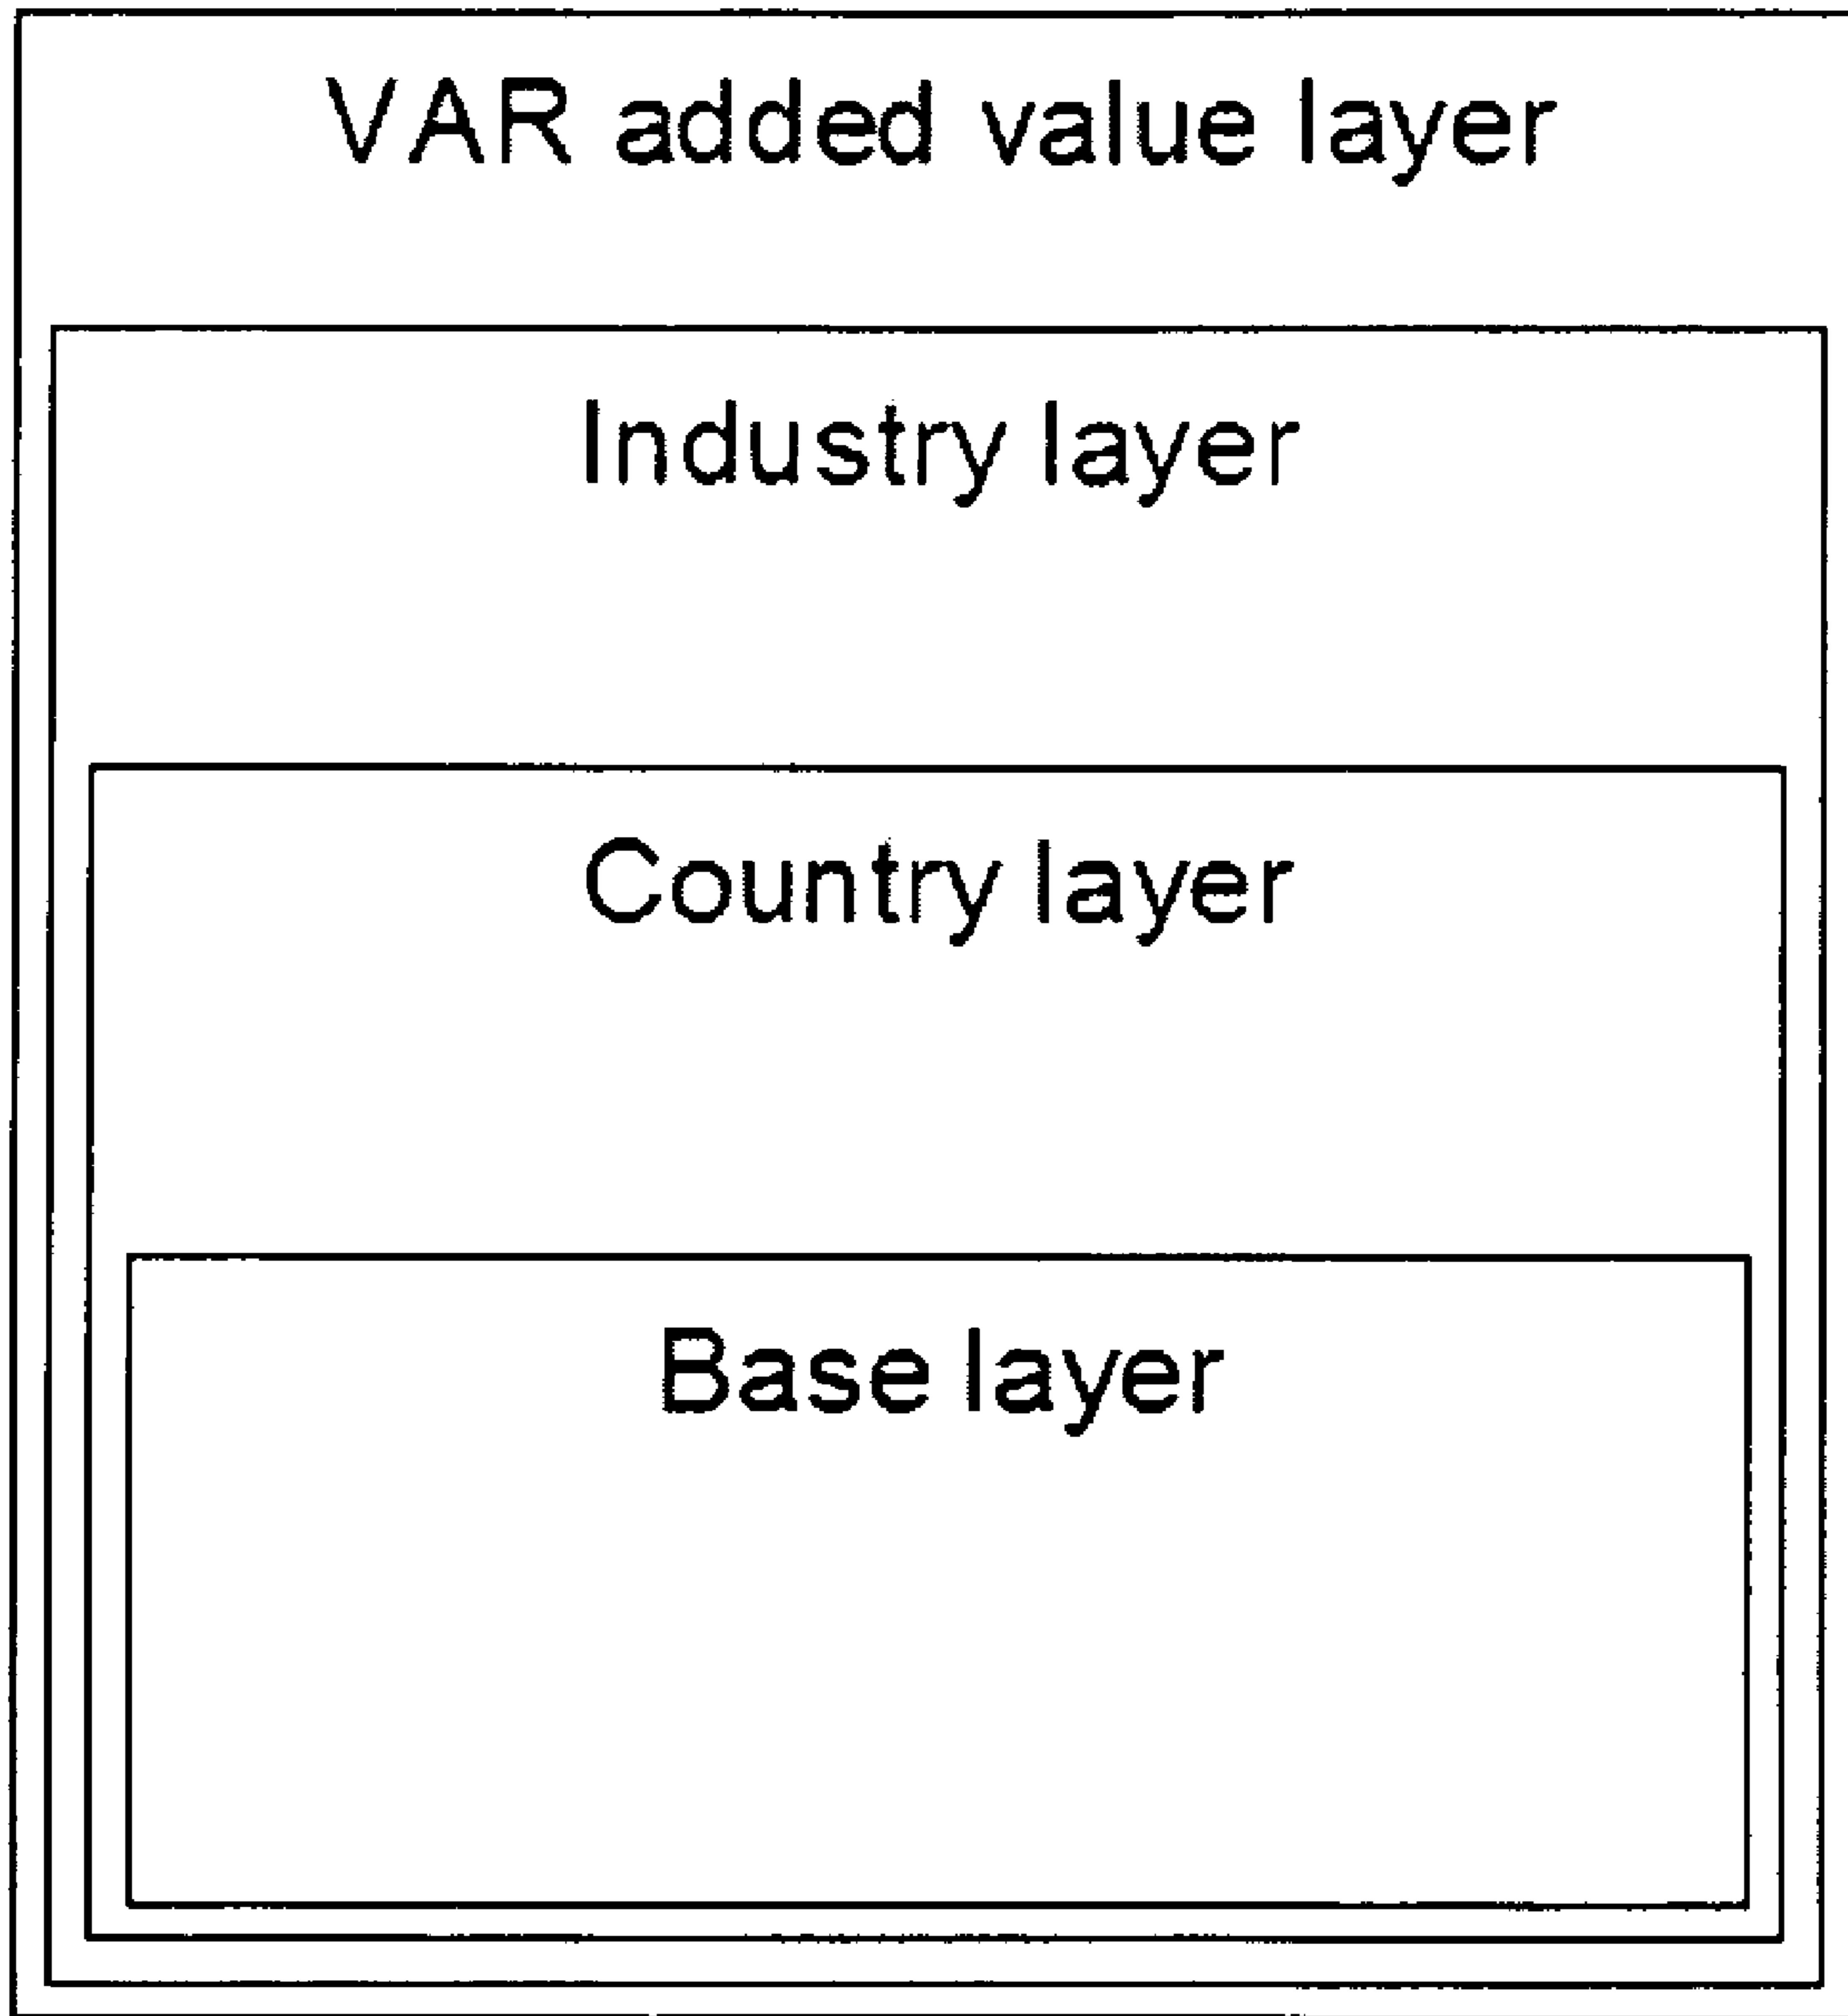 VAR added value layer
Industry layer
Country layer
Base layer